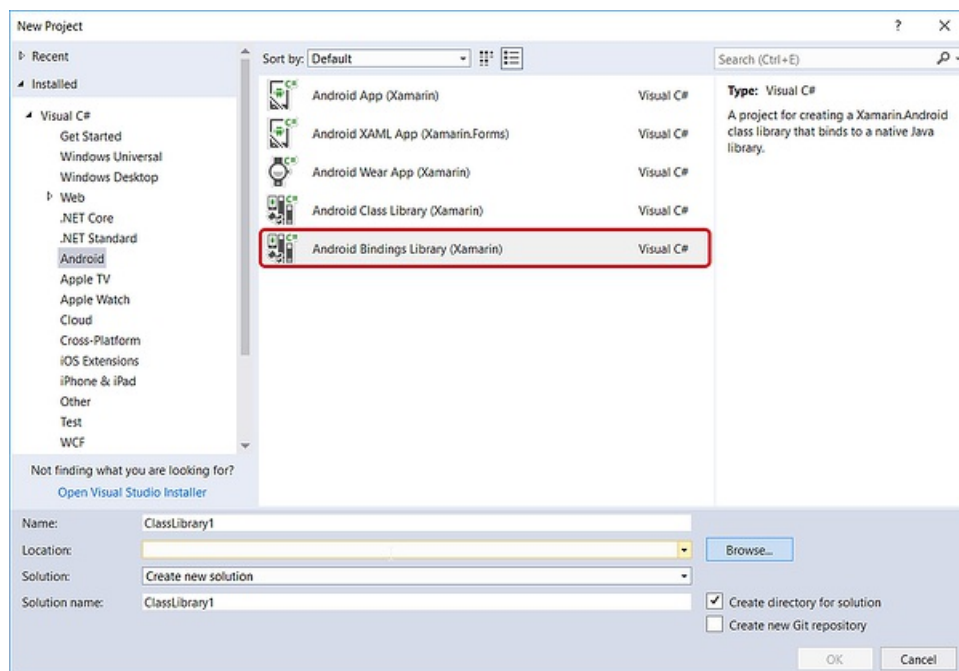 New Project
? X
Recent
Installed
Visual C#
Get Started
Windows Universal
Windows Desktop
Web
.NET Core
.NET Standard
Android
Apple TV
Apple Watch
Cloud
Cross-Platform
iOS Extensions
iPhone & iPad
Other
Test
WCF
Not finding what you are looking for?
Open Visual Studio Installer
Sort by: Default
Android App (Xamarin) Visual C#
Android XAML App (Xamarin.Forms) Visual C#
Android Wear App (Xamarin) Visual C#
Android Class Library (Xamarin) Visual C#
Android Bindings Library (Xamarin) Visual C#
Search (Ctrl+E)
Type: Visual C#
A project for creating a Xamarin.Android
class library that binds to a native Java
library.
Name: ClassLibrary1
Location:
Browse...
Solution: Create new solution
Solution name: ClassLibrary1
Create directory for solution
Create new Git repository
OK Cancel